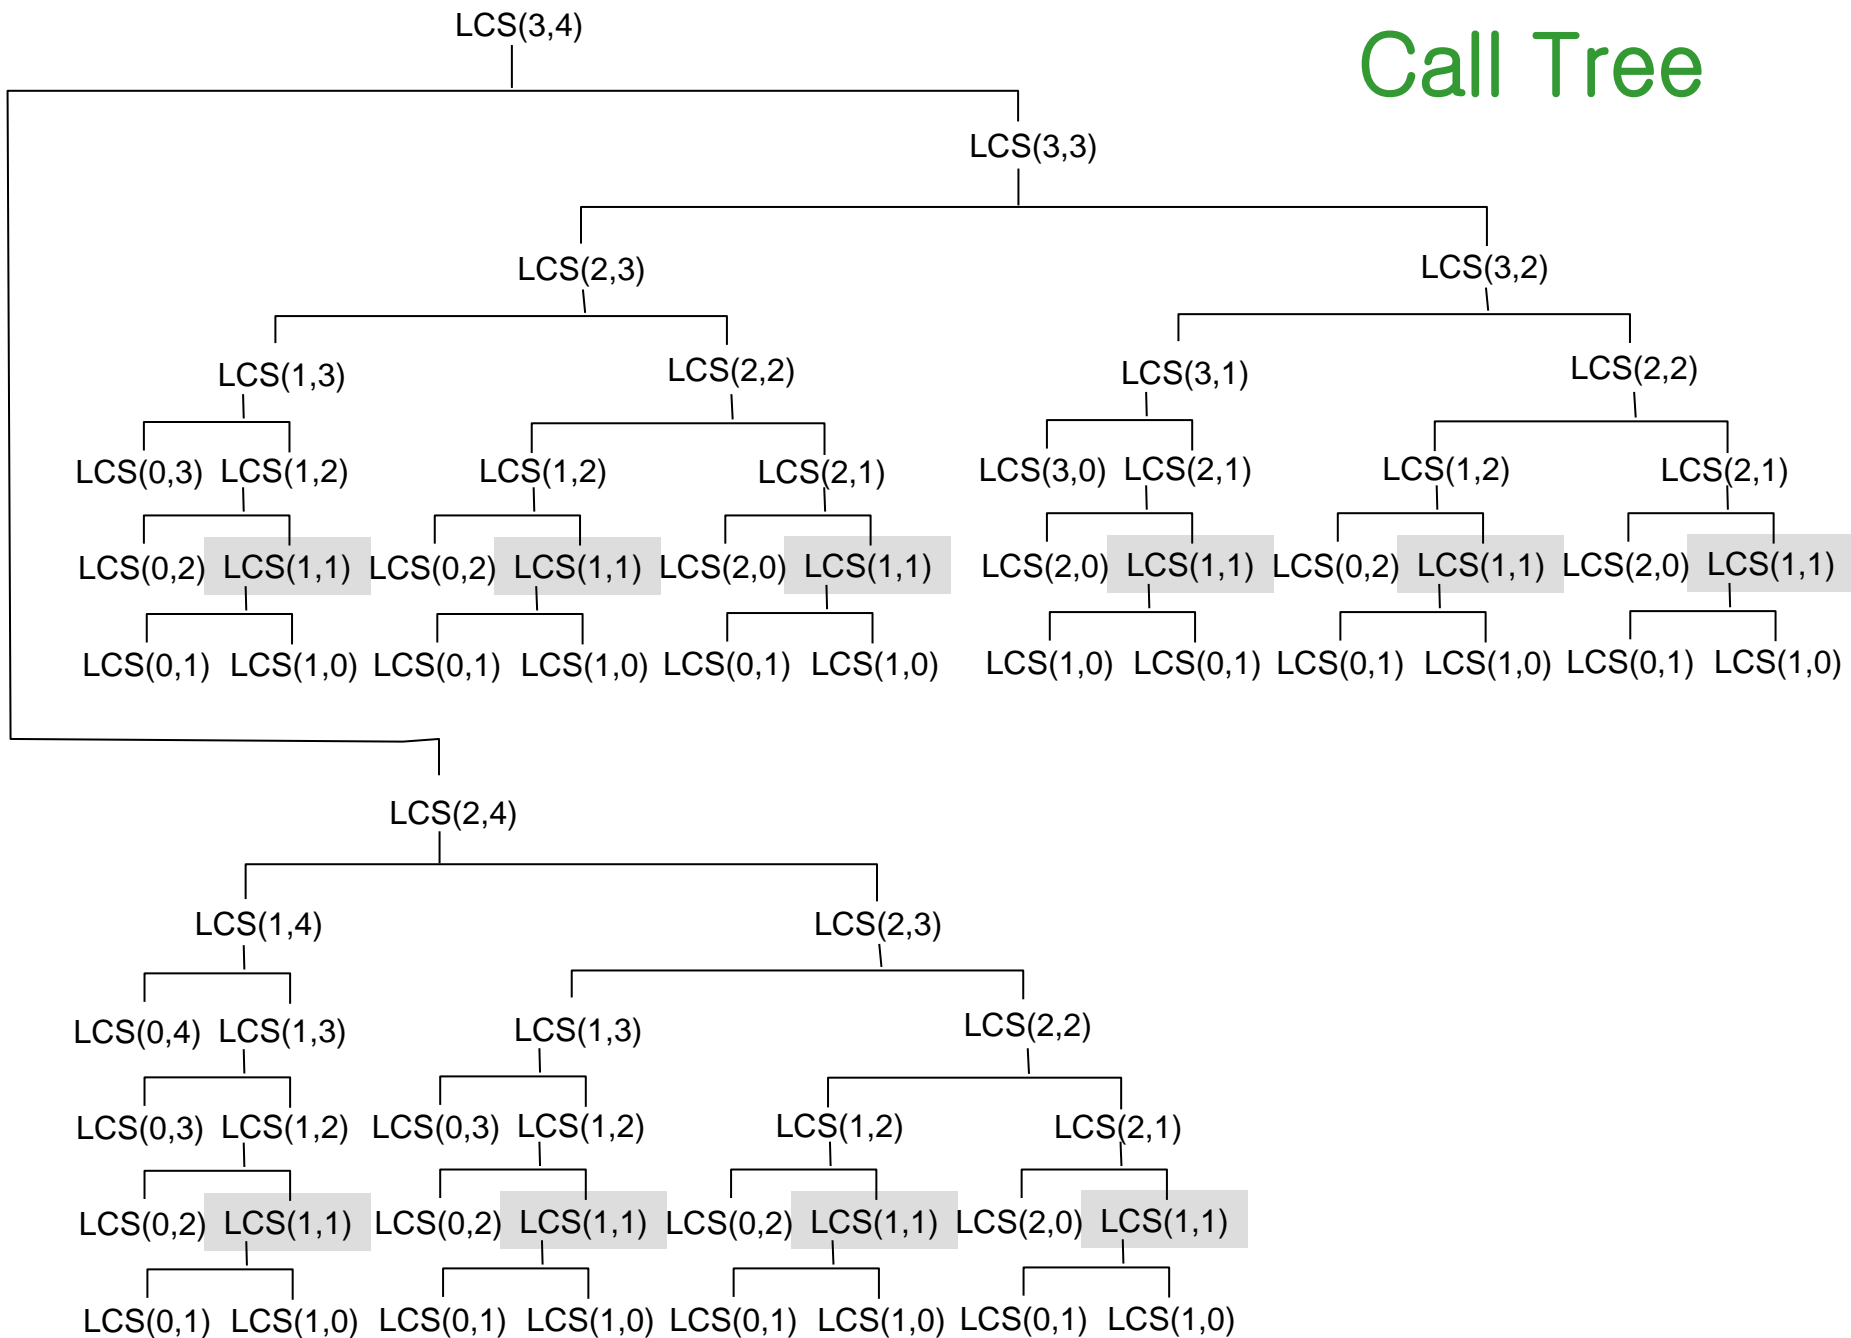 Call Tree
LCS(3,4)
LCS(3,3)
LCS(2,3) LCS(3,2)
LCS(1,3) LCS(2,2) LCS(3,1) LCS(2,2)
LCS(0,3) LCS(1,2) LCS(1,2) LCS(2,1) LCS(3,0) LCS(2,1) LCS(1,2) LCS(2,1)
LCS(0,2) LCS(1,1) LCS(0,2) LCS(1,1) LCS(2,0) LCS(1,1) LCS(2,0) LCS(1,1) LCS(0,2) LCS(1,1) LCS(2,0) LCS(1,1)
LCS(0,1) LCS(1,0) LCS(0,1) LCS(1,0) LCS(0,1) LCS(1,0) LCS(1,0) LCS(0,1) LCS(0,1) LCS(1,0) LCS(0,1) LCS(1,0)
LCS(2,4)
LCS(1,4) LCS(2,3)
LCS(0,4) LCS(1,3) LCS(1,3) LCS(2,2)
LCS(0,3) LCS(1,2) LCS(0,3) LCS(1,2) LCS(1,2) LCS(2,1)
LCS(0,2) LCS(1,1) LCS(0,2) LCS(1,1) LCS(0,2) LCS(1,1) LCS(2,0) LCS(1,1)
LCS(0,1) LCS(1,0) LCS(0,1) LCS(1,0) LCS(0,1) LCS(1,0) LCS(0,1) LCS(1,0)